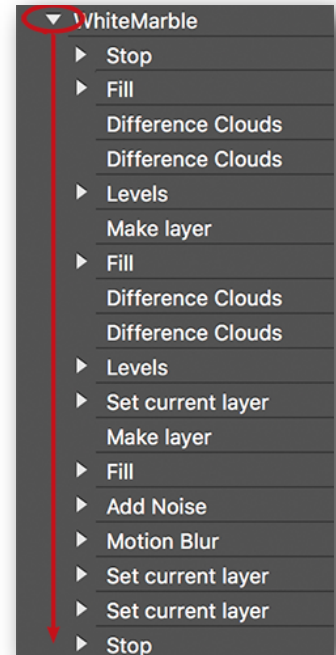 WhiteMarble
Stop
Fill
Difference Clouds
Difference Clouds
Levels
Make layer
Fill
Difference Clouds
Difference Clouds
Levels
Set current layer
Make layer
Fill
Add Noise
Motion Blur
Set current layer
Set current layer
Stop